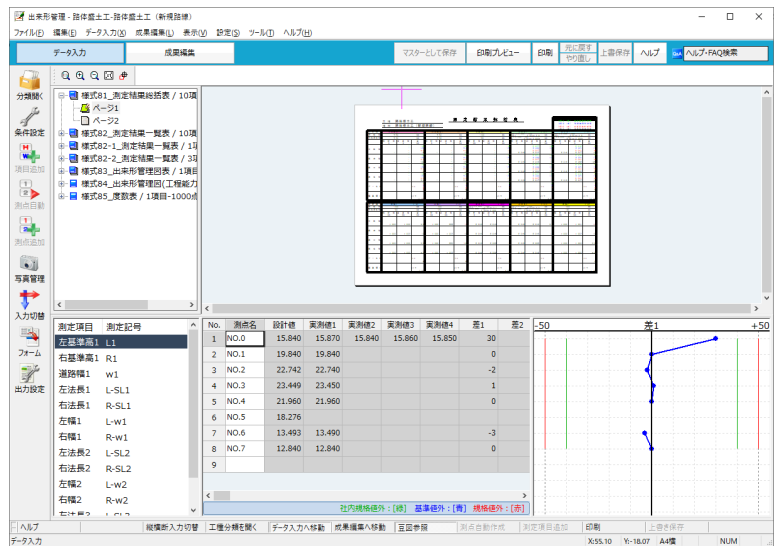 出来形管理 - 路体盛土工-路体盛土工（新規路線）
ファイル(F) 編集(E) データ入力(X) 成果編集(L) 表示(V) 設定(S) ツール(T) ヘルプ(H)
データ入力 成果編集 マスターとして保存 印刷プレビュー 印刷 元に戻す やり直し 上書保存 ヘルプ Q&A ヘルプ・FAQ検索
分類開く
条件設定
項目追加
測点自動
測点追加
写真管理
入力切替
フォーム
出力設定
様式81_測定結果総括表 / 10項
ページ1
ページ2
様式82_測定結果一覧表 / 10項
様式82-1_測定結果一覧表 / 1項
様式82-2_測定結果一覧表 / 3項
様式83_出来形管理図表 / 1項目
様式84_出来形管理図(工程能力
様式85_度数表 / 1項目-1000点
測定項目 測定記号
左基準高1 L1
右基準高1 R1
道路幅1 w1
左法長1 L-SL1
右法長1 R-SL1
左幅1 L-w1
右幅1 R-w1
左法長2 L-SL2
右法長2 R-SL2
左幅2 L-w2
右幅2 R-w2
No. 測点名 設計値 実測値1 実測値2 実測値3 実測値4 差1 差2
1 NO.0 15.840 15.870 15.840 15.860 15.850 30
2 NO.1 19.840 19.840 0
3 NO.2 22.742 22.740 -2
4 NO.3 23.449 23.450 1
5 NO.4 21.960 21.960 0
6 NO.5 18.276
7 NO.6 13.493 13.490 -3
8 NO.7 12.840 12.840 0
9
社内規格値外：[緑] 基準値外：[青] 規格値外：[赤]
-50 差1 +50
ヘルプ 縦横断入力切替 工種分類を開く データ入力へ移動 成果編集へ移動 豆図参照 測点自動作成 測定項目追加 印刷 上書き保存
データ入力 X:55.10 Y:-18.07 A4横 NUM